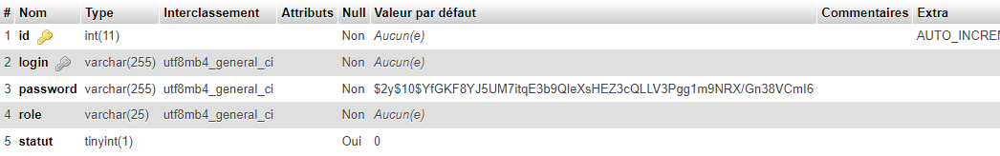 # Nom Type Interclassement Attributs Null Valeur par défaut Commentaires Extra
1 id int(11) Non Aucun(e) AUTO_INCREM
2 login varchar(255) utf8mb4_general_ci Non Aucun(e)
3 password varchar(255) utf8mb4_general_ci Non $2y$10$YfGKF8YJ5UM7itqE3b9QleXsHEZ3cQLLV3Pgg1m9NRX/Gn38VCmI6
4 role varchar(25) utf8mb4_general_ci Non Aucun(e)
5 statut tinyint(1) Oui 0